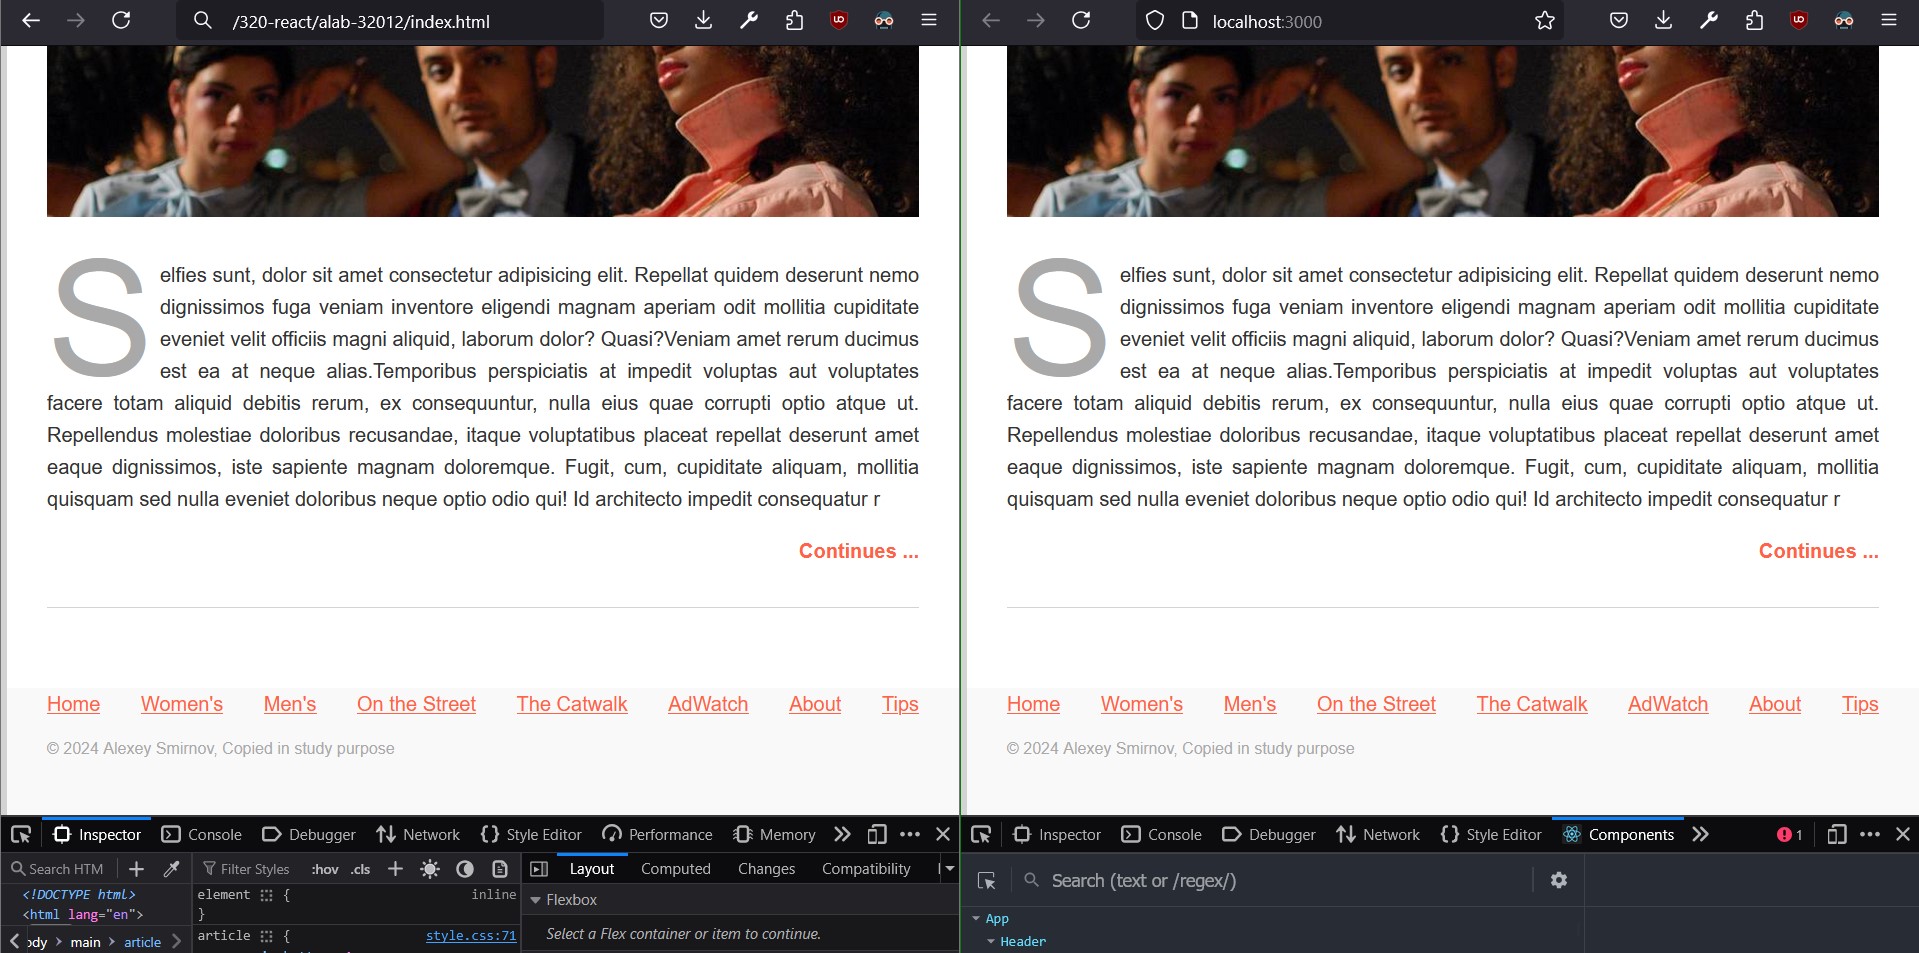 /320-react/alab-32012/index.html
elfies sunt, dolor sit amet consectetur adipisicing elit. Repellat quidem deserunt nemo
S dignissimos fuga veniam inventore eligendi magnam aperiam odit mollitia cupiditate
eveniet velit officiis magni aliquid, laborum dolor? Quasi?Veniam amet rerum ducimus
est ea at neque alias.Temporibus perspiciatis at impedit voluptas aut voluptates
facere totam aliquid debitis rerum, ex consequuntur, nulla eius quae corrupti optio atque ut.
Repellendus molestiae doloribus recusandae, itaque voluptatibus placeat repellat deserunt amet
eaque dignissimos, iste sapiente magnam doloremque. Fugit, cum, cupiditate aliquam, mollitia
quisquam sed nulla eveniet doloribus neque optio odio qui! Id architecto impedit consequatur r
Continues ...
Home Women's Men's On the Street The Catwalk AdWatch About Tips
© 2024 Alexey Smirnov, Copied in study purpose
Inspector Console Debugger Network Style Editor Performance Memory
Search HTM
<!DOCTYPE html>
<html lang="en">
ody > main > article
Filter Styles :hov .cls
element { inline
}
article { style.css:71
Layout Computed Changes Compatibility
Flexbox
Select a Flex container or item to continue.
localhost:3000
elfies sunt, dolor sit amet consectetur adipisicing elit. Repellat quidem deserunt nemo
S dignissimos fuga veniam inventore eligendi magnam aperiam odit mollitia cupiditate
eveniet velit officiis magni aliquid, laborum dolor? Quasi?Veniam amet rerum ducimus
est ea at neque alias.Temporibus perspiciatis at impedit voluptas aut voluptates
facere totam aliquid debitis rerum, ex consequuntur, nulla eius quae corrupti optio atque ut.
Repellendus molestiae doloribus recusandae, itaque voluptatibus placeat repellat deserunt amet
eaque dignissimos, iste sapiente magnam doloremque. Fugit, cum, cupiditate aliquam, mollitia
quisquam sed nulla eveniet doloribus neque optio odio qui! Id architecto impedit consequatur r
Continues ...
Home Women's Men's On the Street The Catwalk AdWatch About Tips
© 2024 Alexey Smirnov, Copied in study purpose
Inspector Console Debugger Network Style Editor Components 1
Search (text or /regex/)
App
Header